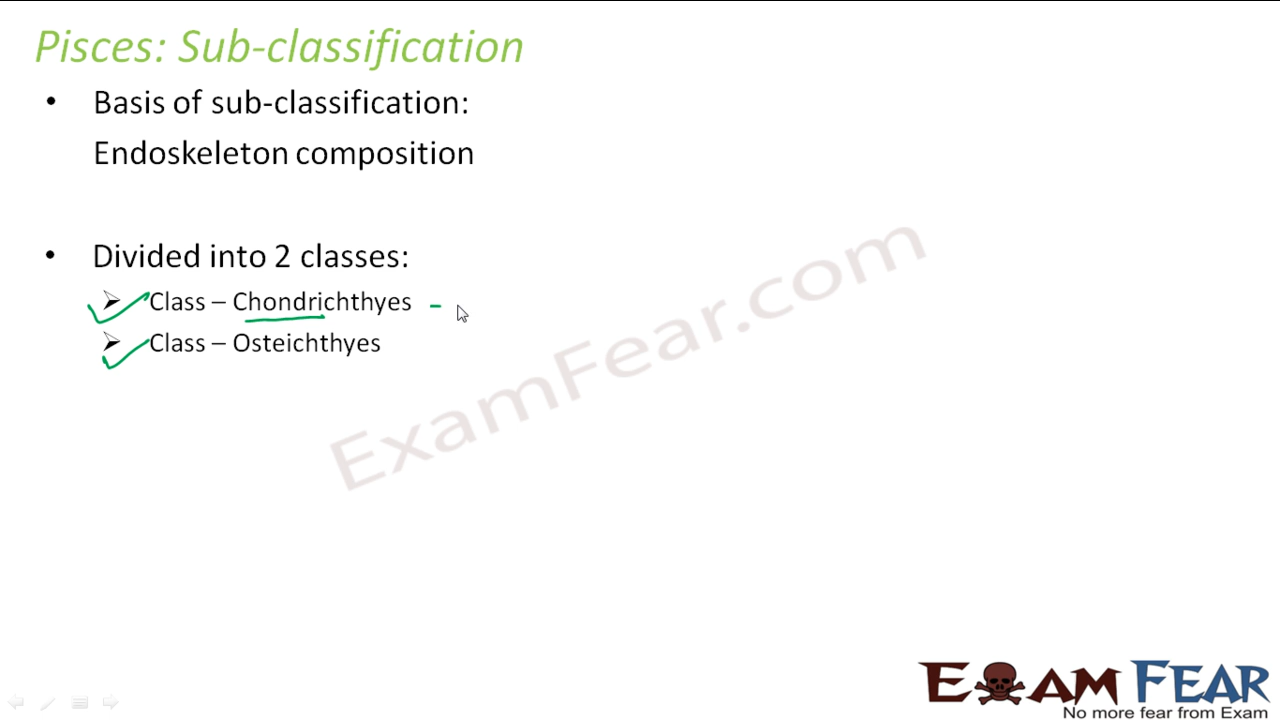 Pisces: Sub-classification
• Basis of sub-classification:
Endoskeleton composition
• Divided into 2 classes:
➢ Class – Chondrichthyes -
➢ Class – Osteichthyes
ExamFear.com
EXAM FEAR
No more fear from Exam